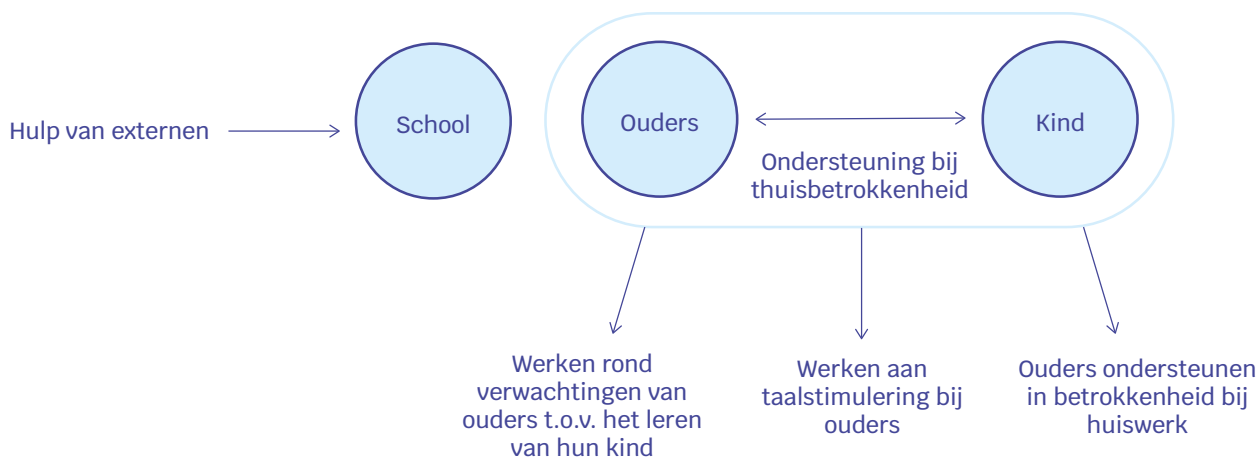 Hulp van externen
School
Ouders
Kind
Ondersteuning bij
thuisbetrokkenheid
Werken rond
verwachtingen van
ouders t.o.v. het leren
van hun kind
Werken aan
taalstimulering bij
ouders
Ouders ondersteunen
in betrokkenheid bij
huiswerk